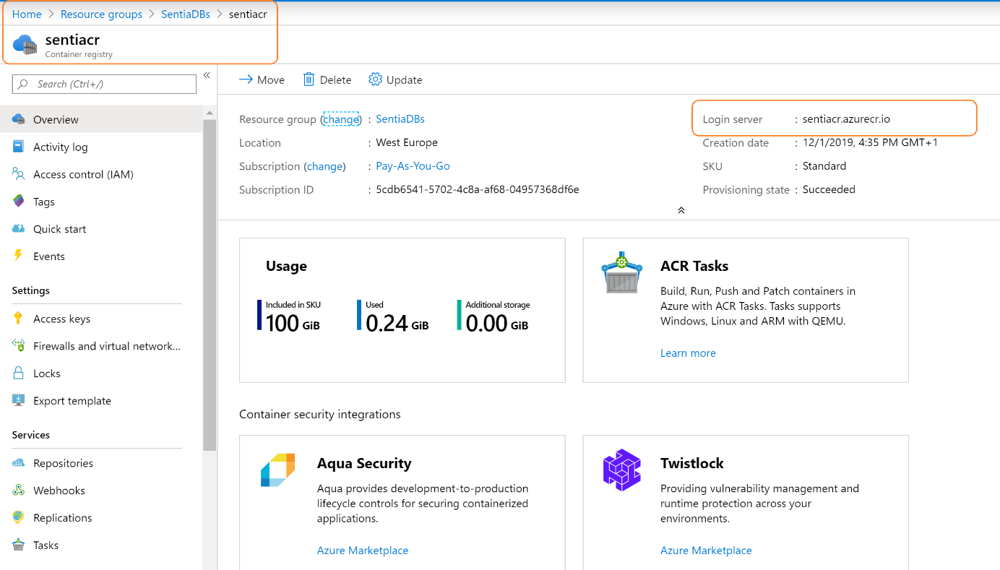 Home > Resource groups > SentiaDBs > sentiacr
sentiacr
Container registry
Search (Ctrl+/)
«
Overview
Activity log
Access control (IAM)
Tags
Quick start
Events
Settings
Access keys
Firewalls and virtual network...
Locks
Export template
Services
Repositories
Webhooks
Replications
Tasks
Move Delete Update
Resource group (change) : SentiaDBs
Location : West Europe
Subscription (change) : Pay-As-You-Go
Subscription ID : 5cdb6541-5702-4c8a-af68-04957368df6e
Login server : sentiacr.azurecr.io
Creation date : 12/1/2019, 4:35 PM GMT+1
SKU : Standard
Provisioning state : Succeeded
Usage
Included in SKU
100 GiB
Used
0.24 GiB
Additional storage
0.00 GiB
ACR Tasks
Build, Run, Push and Patch containers in
Azure with ACR Tasks. Tasks supports
Windows, Linux and ARM with QEMU.
Learn more
Container security integrations
Aqua Security
Aqua provides development-to-production
lifecycle controls for securing containerized
applications.
Azure Marketplace
Twistlock
Providing vulnerability management and
runtime protection across your
environments.
Azure Marketplace